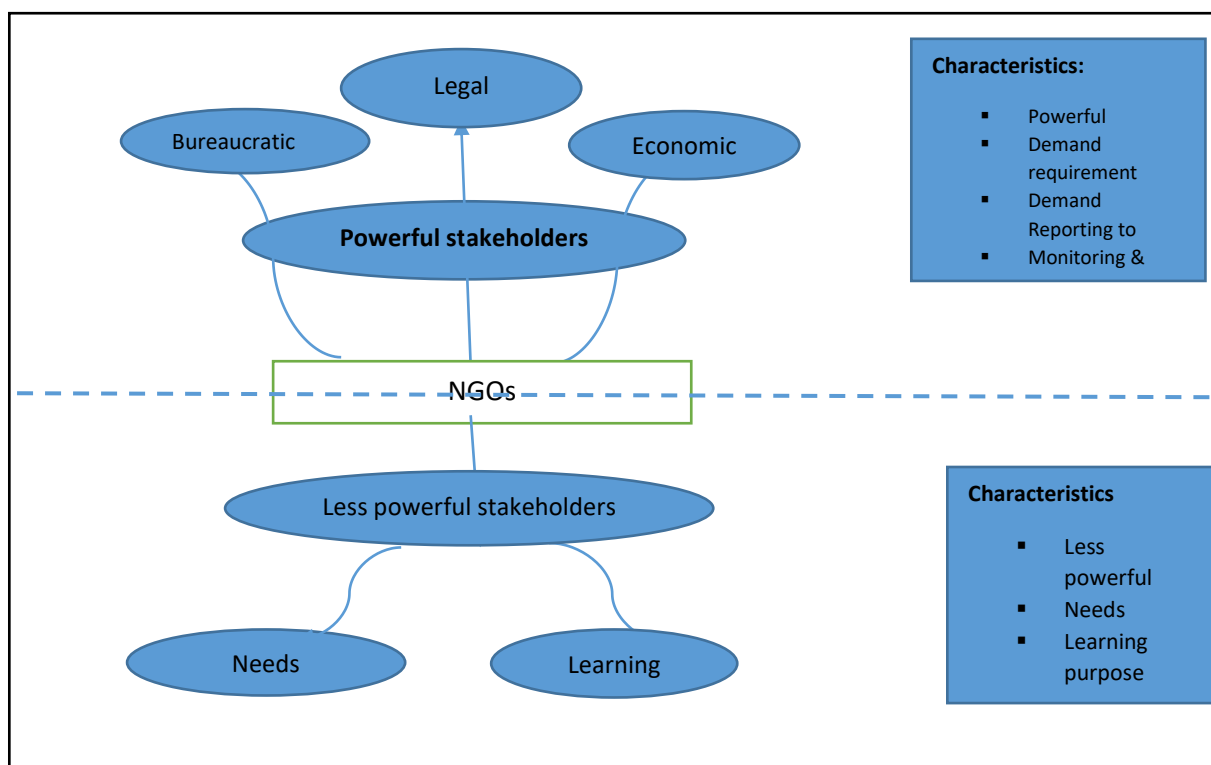 Legal
Bureaucratic
Economic
Powerful stakeholders
NGOs
Less powerful stakeholders
Needs
Learning
Characteristics:
▪ Powerful
▪ Demand
requirement
▪ Demand
Reporting to
▪ Monitoring &
Characteristics
▪ Less
powerful
▪ Needs
▪ Learning
purpose